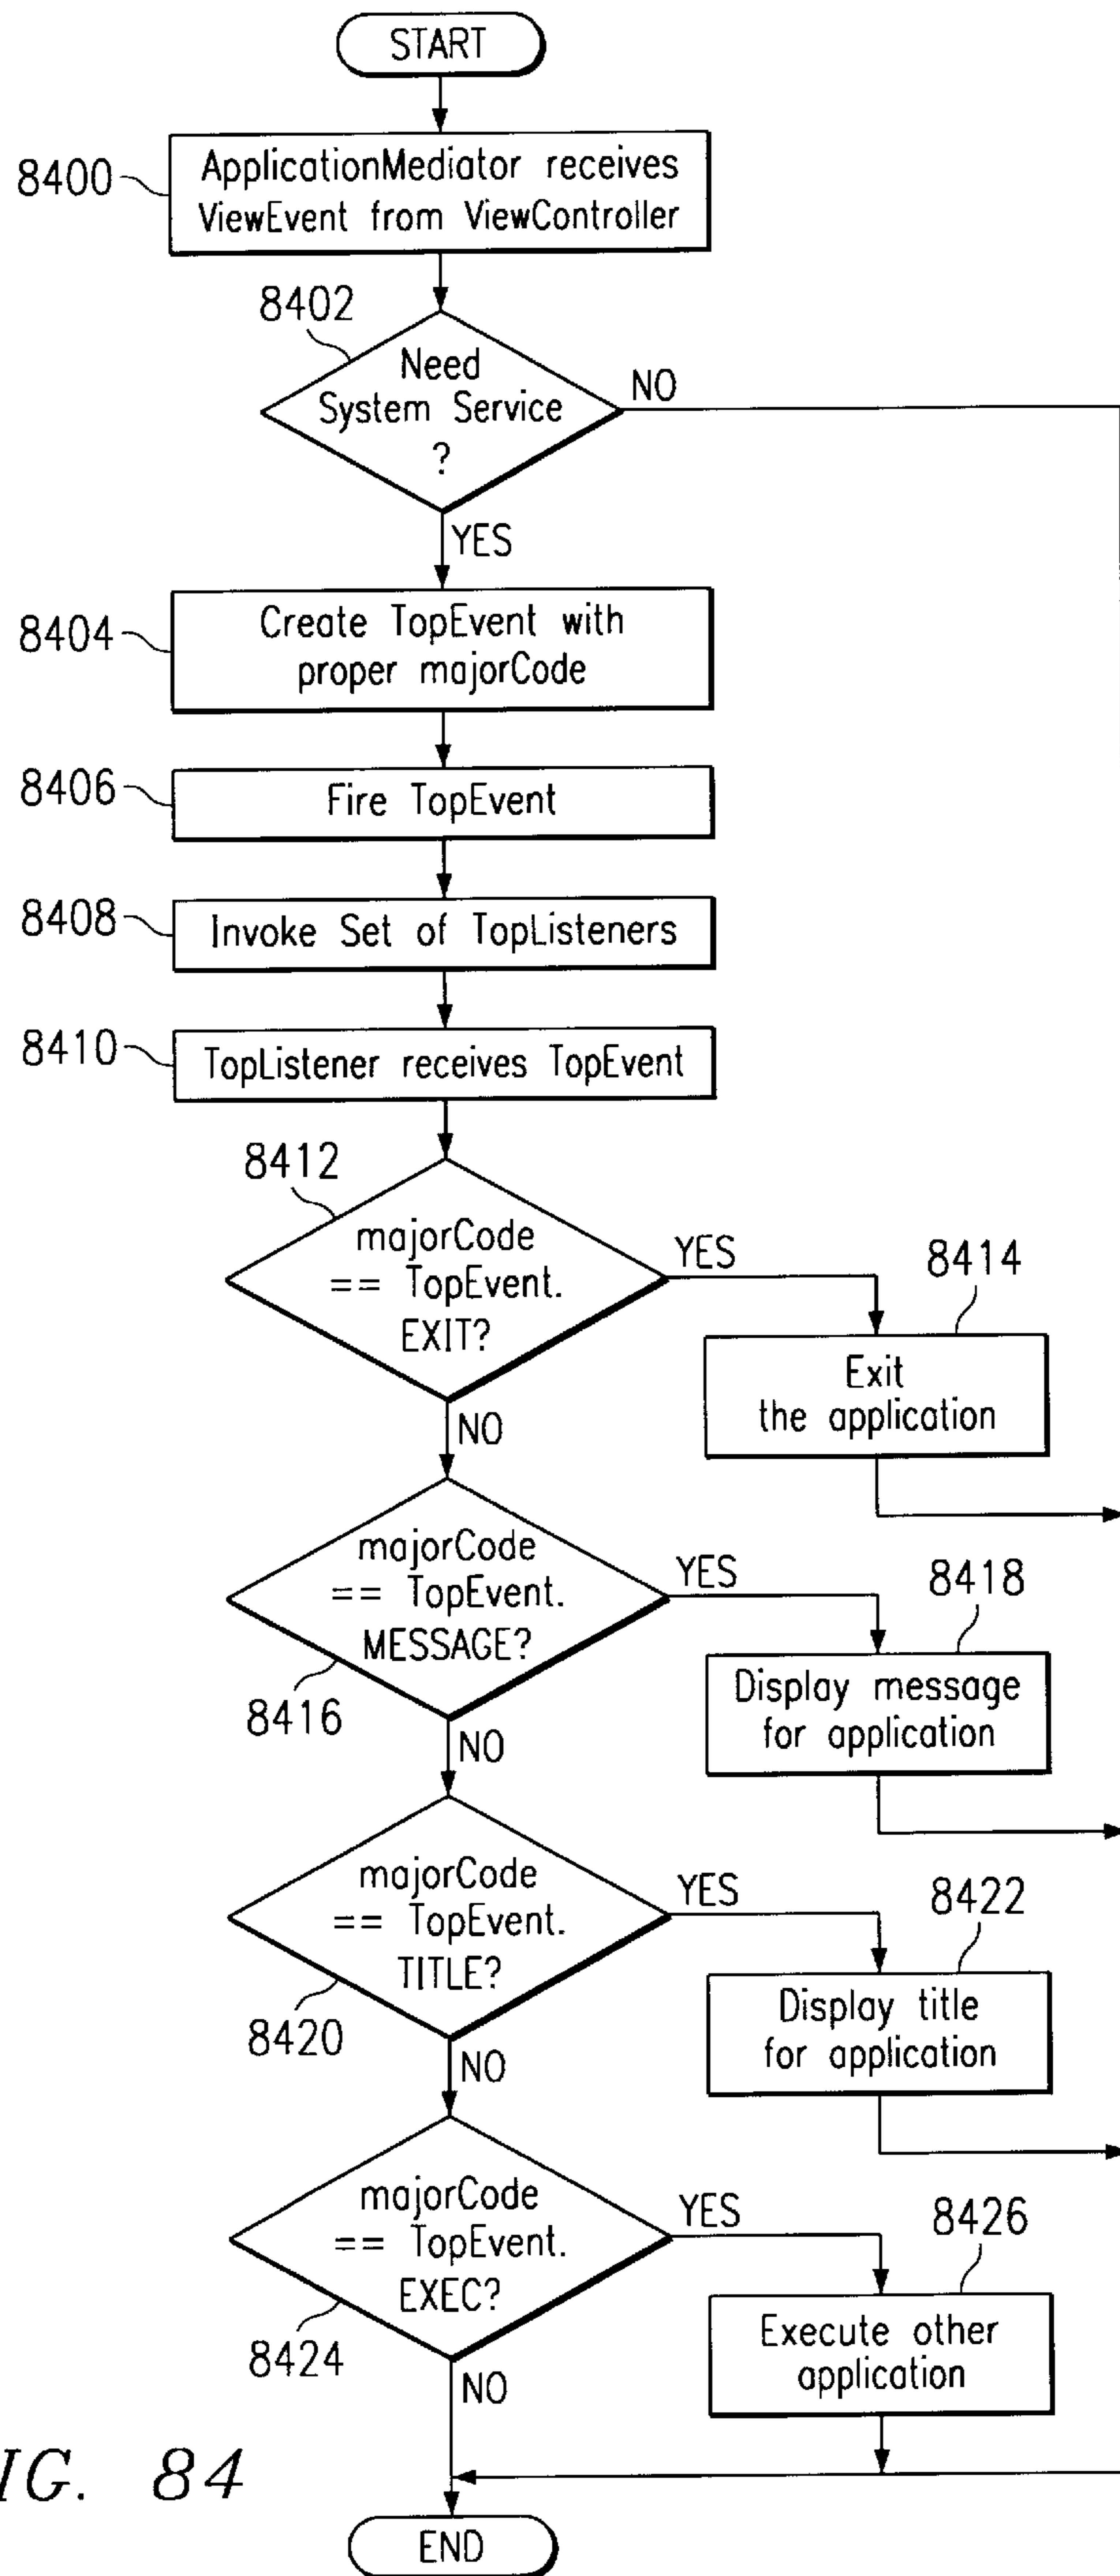 START
8400
ApplicationMediator receives
ViewEvent from ViewController
8402
Need
System Service
?
NO
YES
8404
Create TopEvent with
proper majorCode
8406
Fire TopEvent
8408
Invoke Set of TopListeners
8410
TopListener receives TopEvent
8412
majorCode
== TopEvent.
EXIT?
YES
8414
Exit
the application
NO
majorCode
== TopEvent.
MESSAGE?
8416
YES
8418
Display message
for application
NO
majorCode
== TopEvent.
TITLE?
8420
YES
8422
Display title
for application
NO
majorCode
== TopEvent.
EXEC?
8424
YES
8426
Execute other
application
NO
IG. 84
END